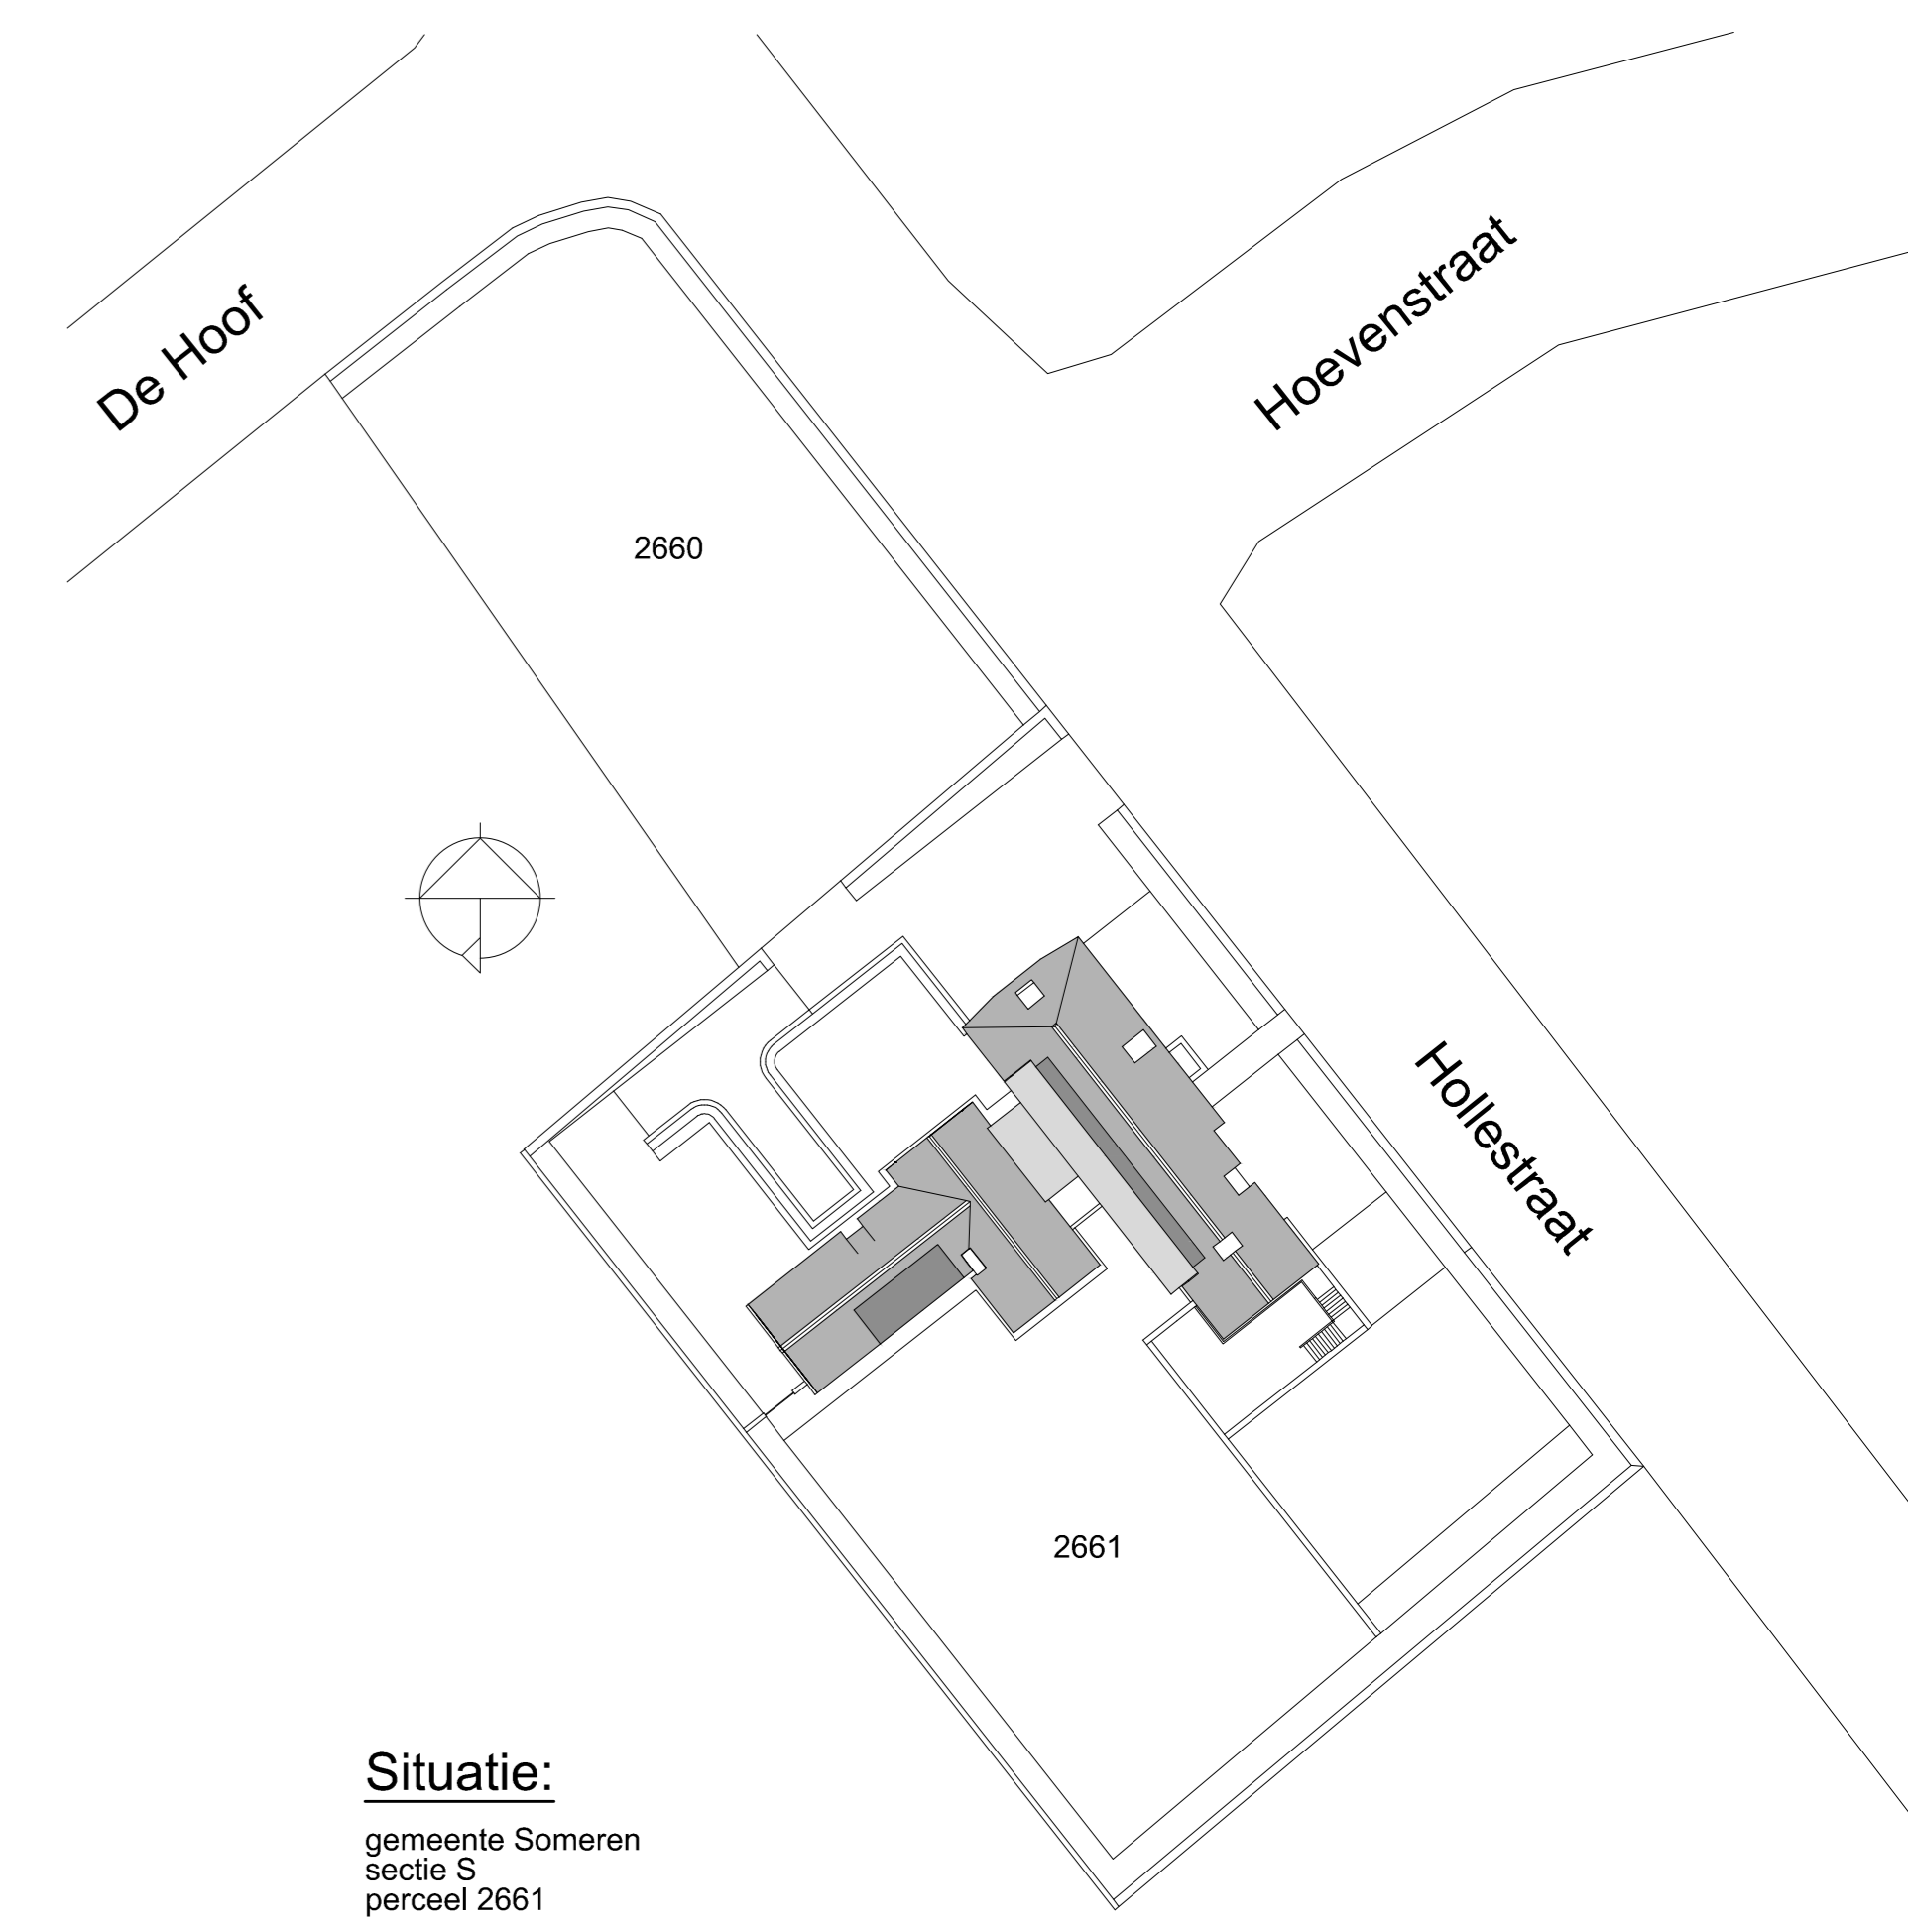 De Hoof
Hoevenstraat
2660
Hollestraat
2661
Situatie:
gemeente Someren
sectie S
perceel 2661